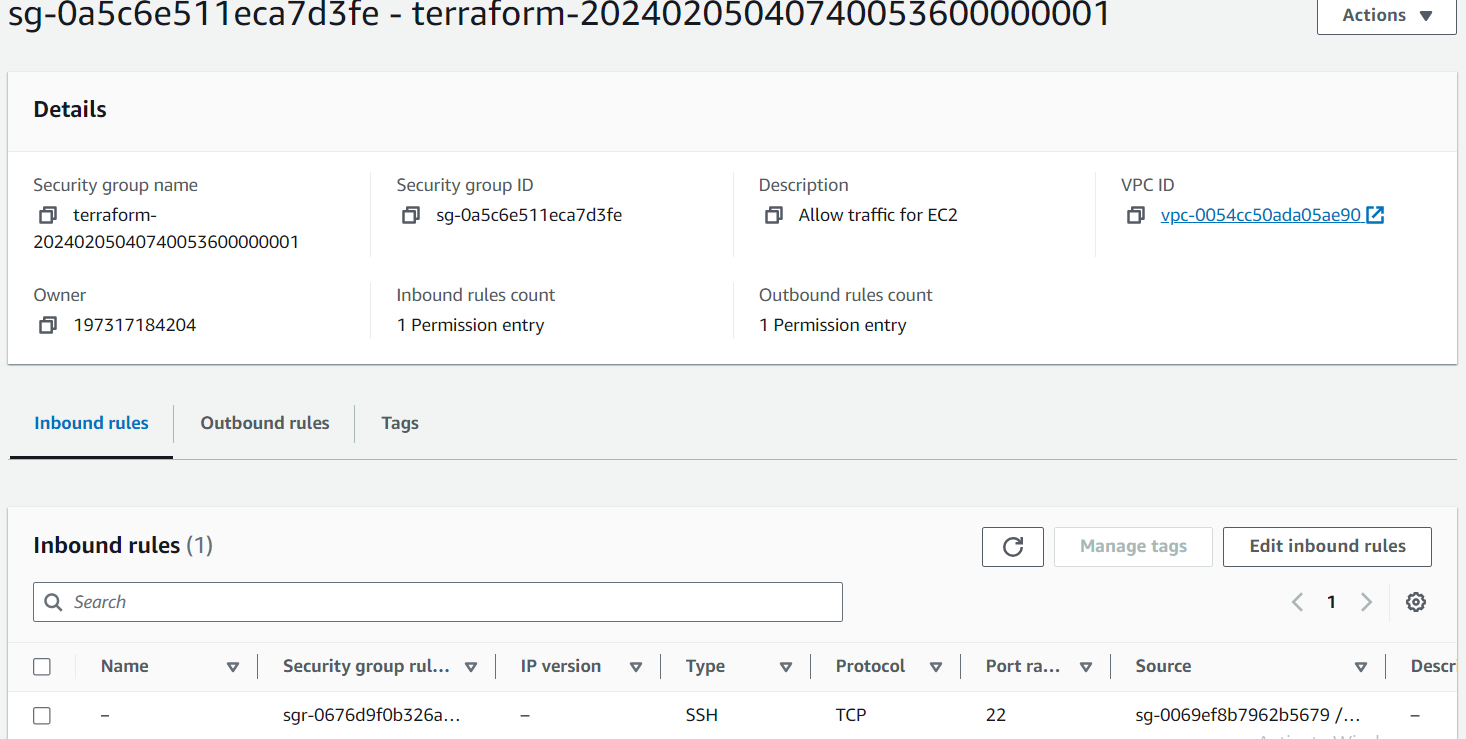 sg-0a5c6e511eca7d3fe - terraform-20240205040740053600000001
Actions
Details
Security group name
terraform-
20240205040740053600000001
Security group ID
sg-0a5c6e511eca7d3fe
Description
Allow traffic for EC2
VPC ID
vpc-0054cc50ada05ae90
Owner
197317184204
Inbound rules count
1 Permission entry
Outbound rules count
1 Permission entry
Inbound rules Outbound rules Tags
Inbound rules (1)
Manage tags Edit inbound rules
Search
1
Name Security group rul... IP version Type Protocol Port ra... Source Descri
– sgr-0676d9f0b326a... – SSH TCP 22 sg-0069ef8b7962b5679 /... –